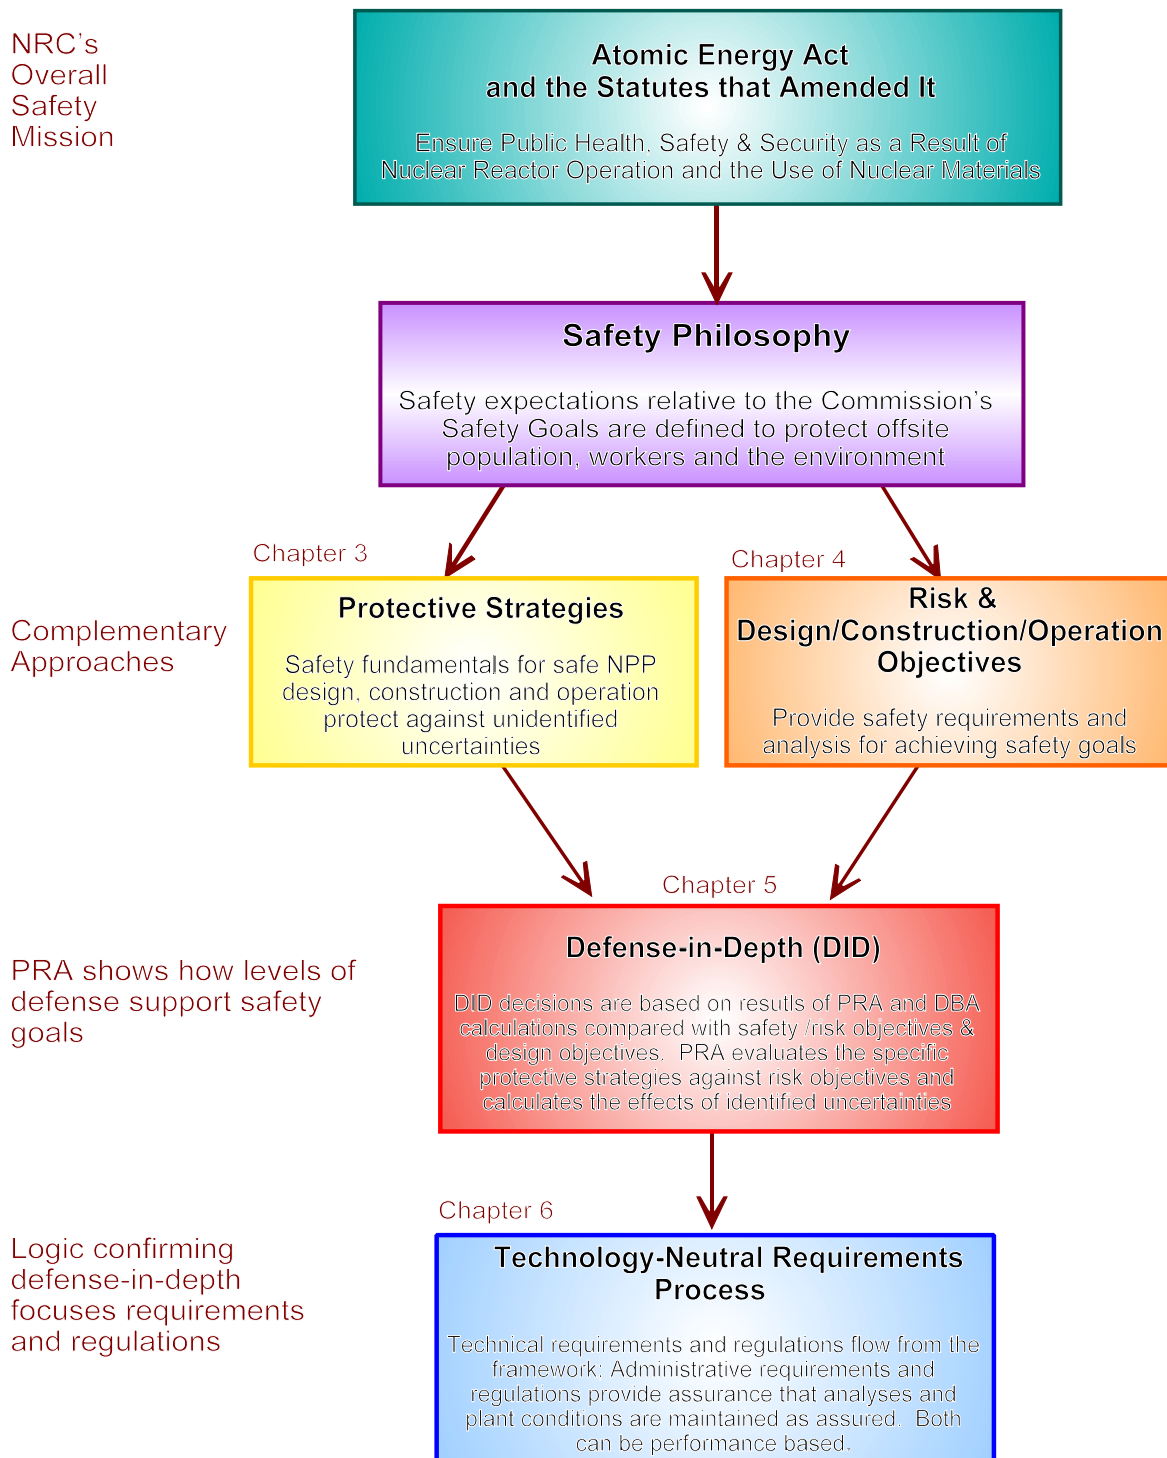 NRC's
Overall
Safety
Mission
Atomic Energy Act
and the Statutes that Amended It
Ensure Public Health, Safety & Security as a Result of
Nuclear Reactor Operation and the Use of Nuclear Materials
Safety Philosophy
Safety expectations relative to the Commission's
Safety Goals are defined to protect offsite
population, workers and the environment
Chapter 3
Chapter 4
Complementary
Approaches
Protective Strategies
Safety fundamentals for safe NPP
design, construction and operation
protect against unidentified
uncertainties
Risk &
Design/Construction/Operation
Objectives
Provide safety requirements and
analysis for achieving safety goals
Chapter 5
PRA shows how levels of
defense support safety
goals
Defense-in-Depth (DID)
DID decisions are based on resutls of PRA and DBA
calculations compared with safety /risk objectives &
design objectives.  PRA evaluates the specific
protective strategies against risk objectives and
calculates the effects of identified uncertainties
Chapter 6
Logic confirming
defense-in-depth
focuses requirements
and regulations
Technology-Neutral Requirements
Process
Technical requirements and regulations flow from the
framework; Administrative requirements and
regulations provide assurance that analyses and
plant conditions are maintained as assured.  Both
can be performance based.